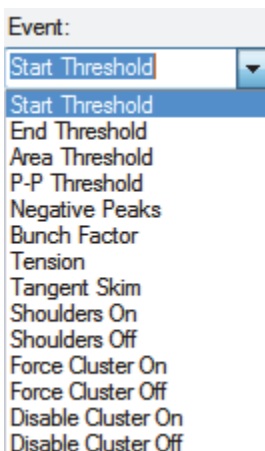 Event:
Start Threshold
Start Threshold
End Threshold
Area Threshold
P-P Threshold
Negative Peaks
Bunch Factor
Tension
Tangent Skim
Shoulders On
Shoulders Off
Force Cluster On
Force Cluster Off
Disable Cluster On
Disable Cluster Off